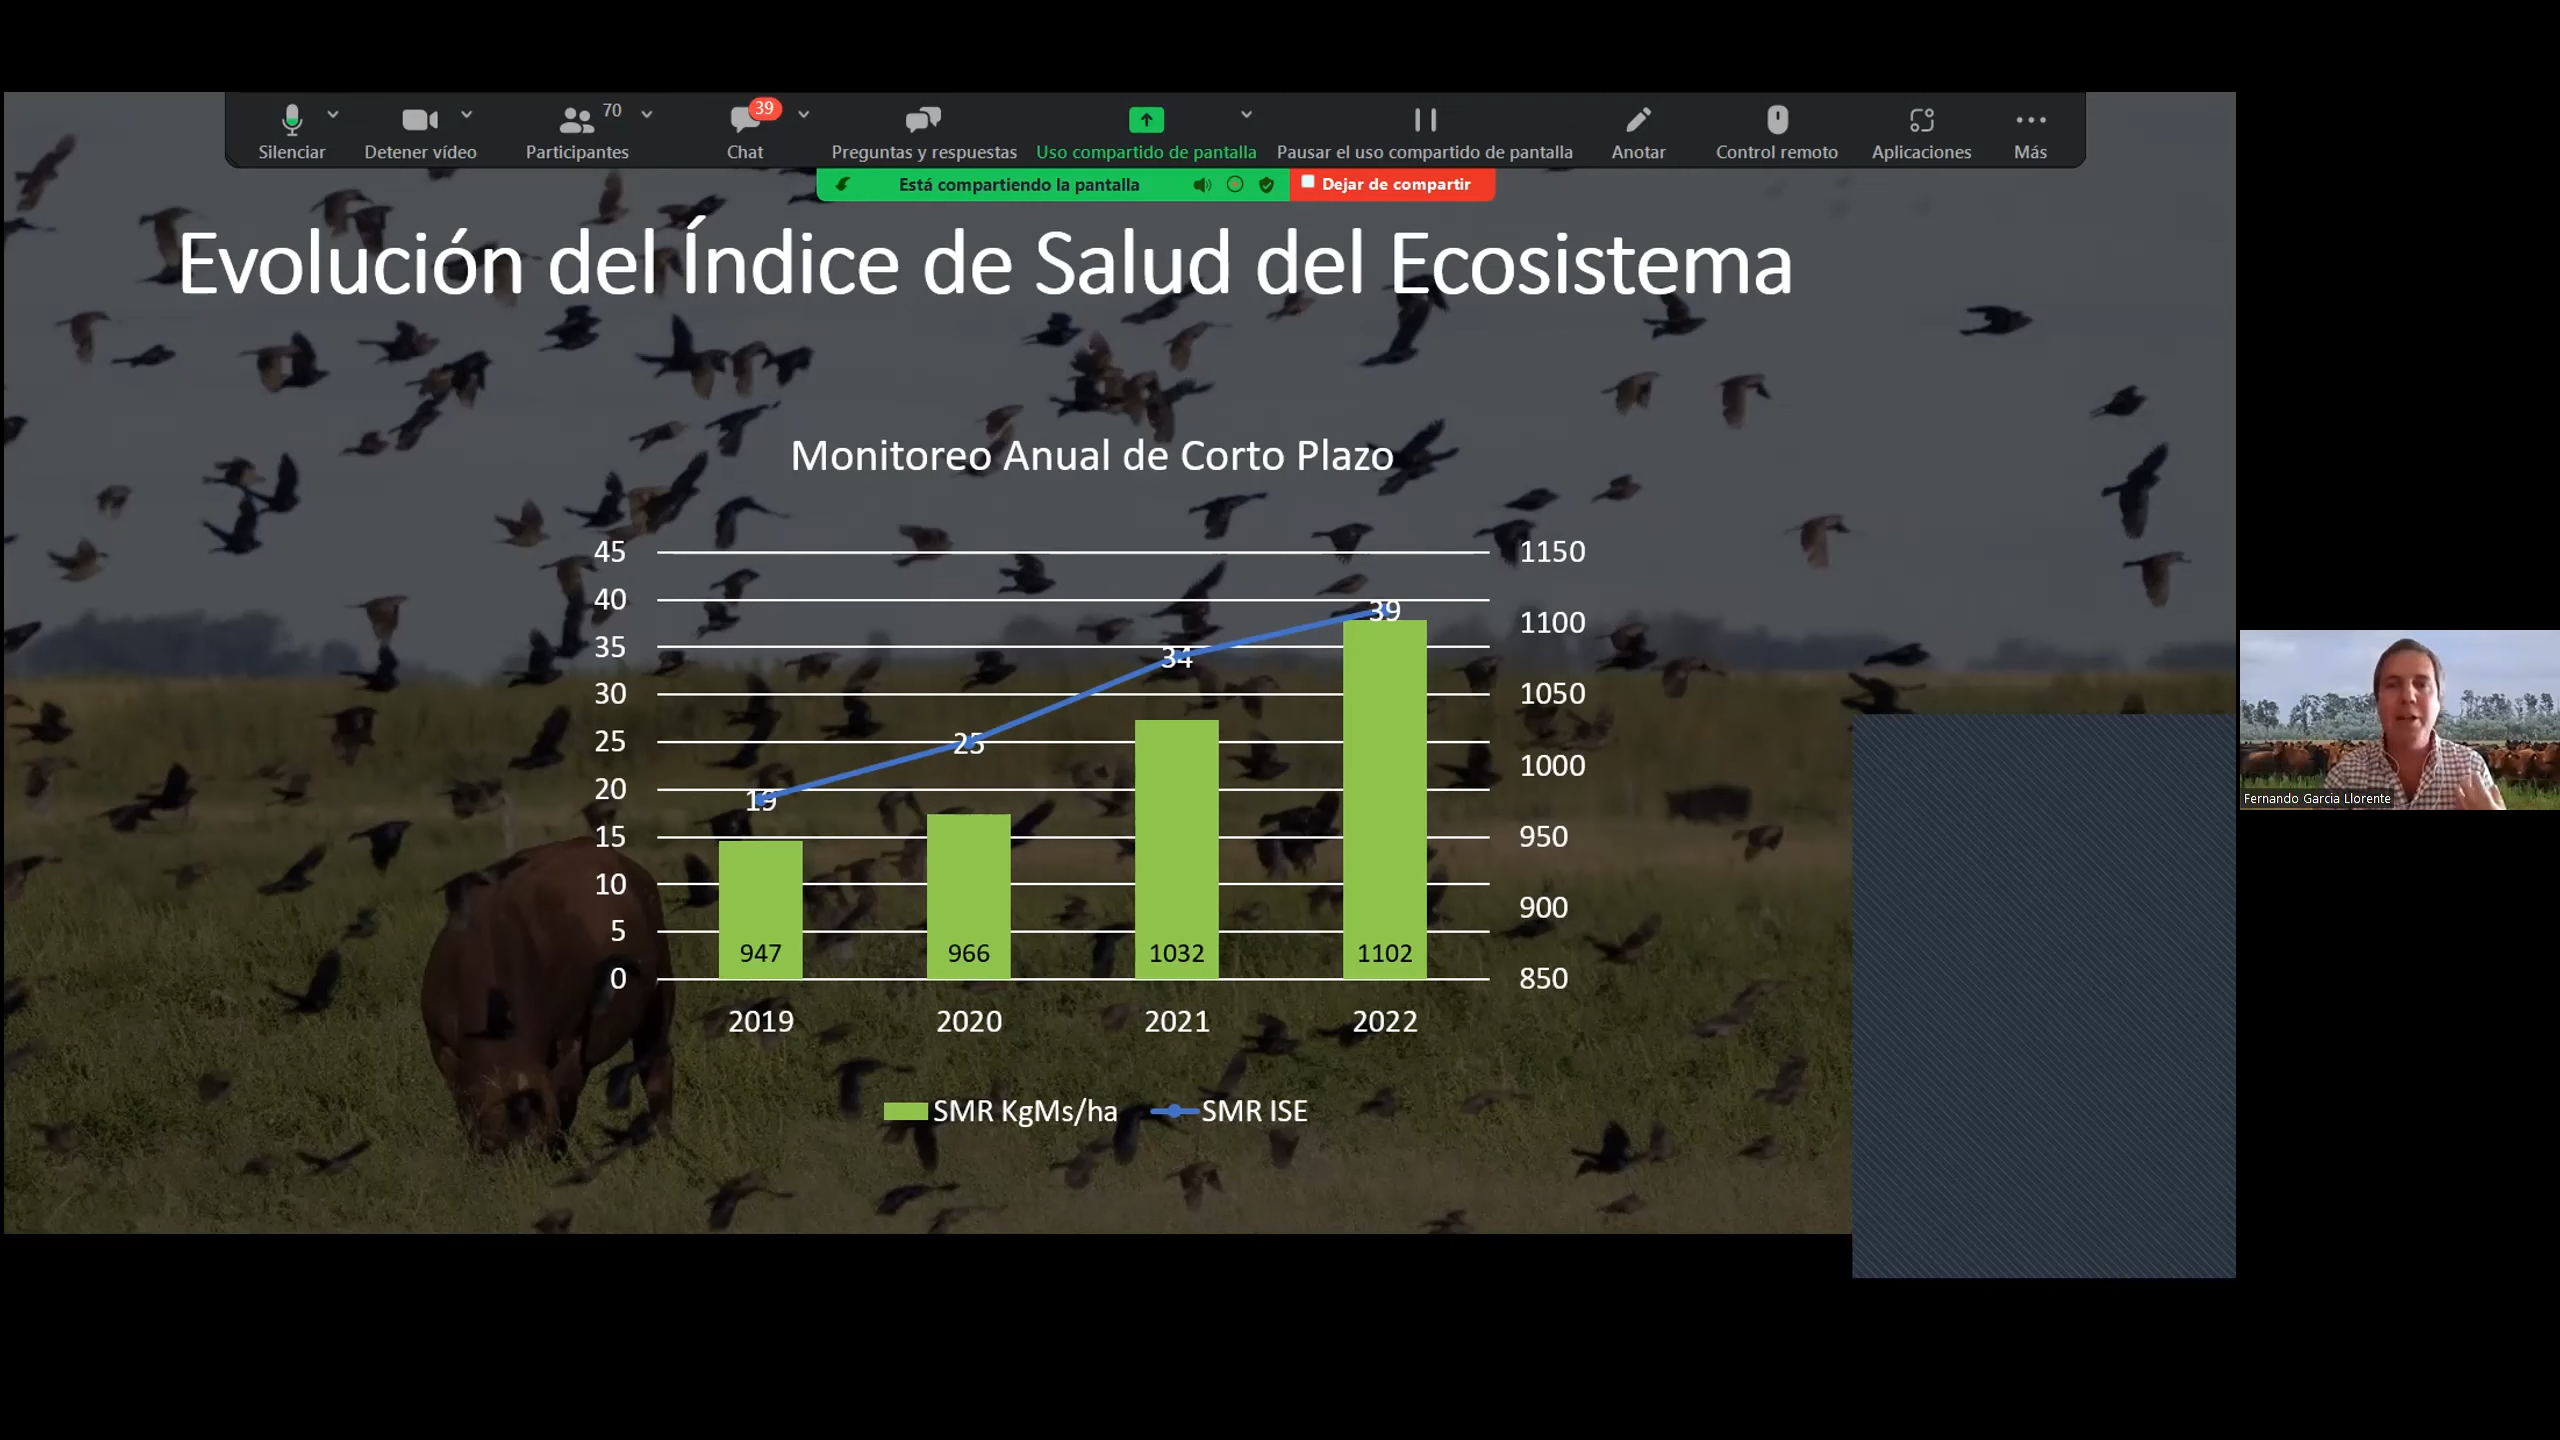 70
39
Silenciar
Detener vídeo
Participantes
Chat
Preguntas y respuestas
Uso compartido de pantalla
Pausar el uso compartido de pantalla
Anotar
Control remoto
Aplicaciones
Más
Está compartiendo la pantalla
Dejar de compartir
Evolución del Índice de Salud del Ecosistema
Monitoreo Anual de Corto Plazo
45
40
35
30
25
20
15
10
5
0
1150
1100
1050
1000
950
900
850
19
25
34
39
947
966
1032
1102
2019
2020
2021
2022
SMR KgMs/ha
SMR ISE
Fernando Garcia Llorente